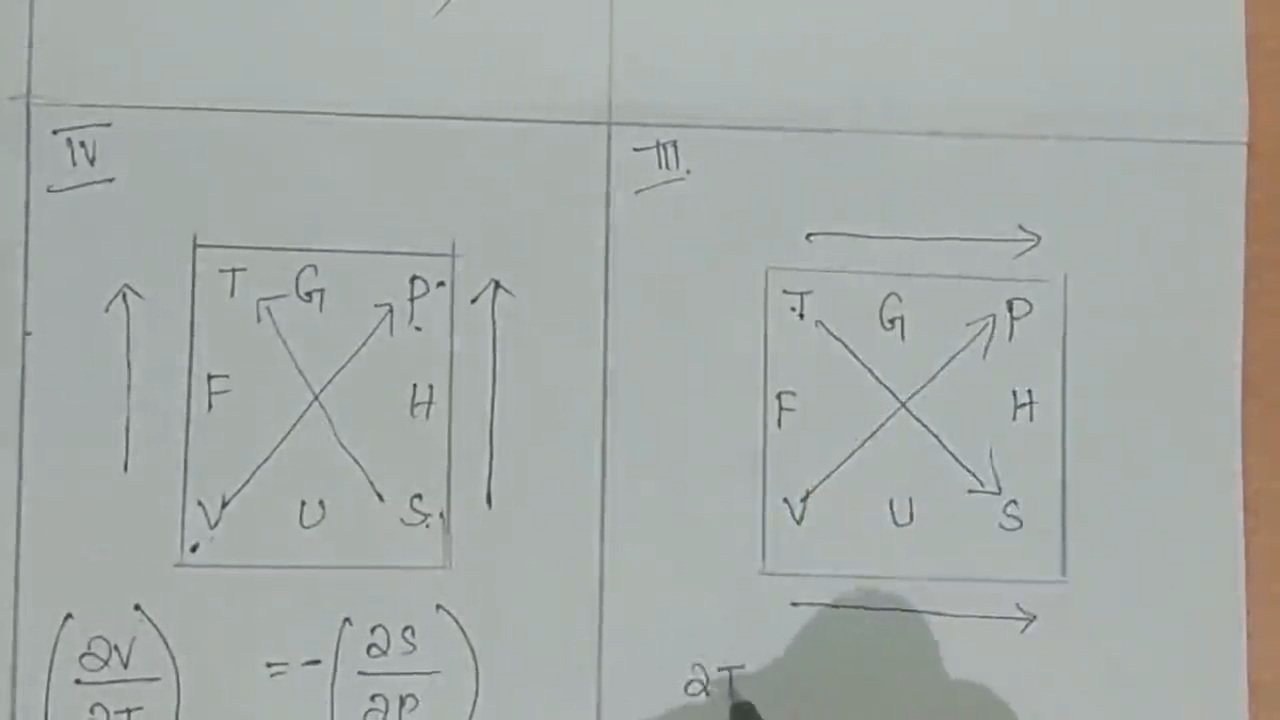 IV
T G P
F H
V U S
(∂V/∂T) = -(∂S/∂P)
III.
T G P
F H
V U S
∂T